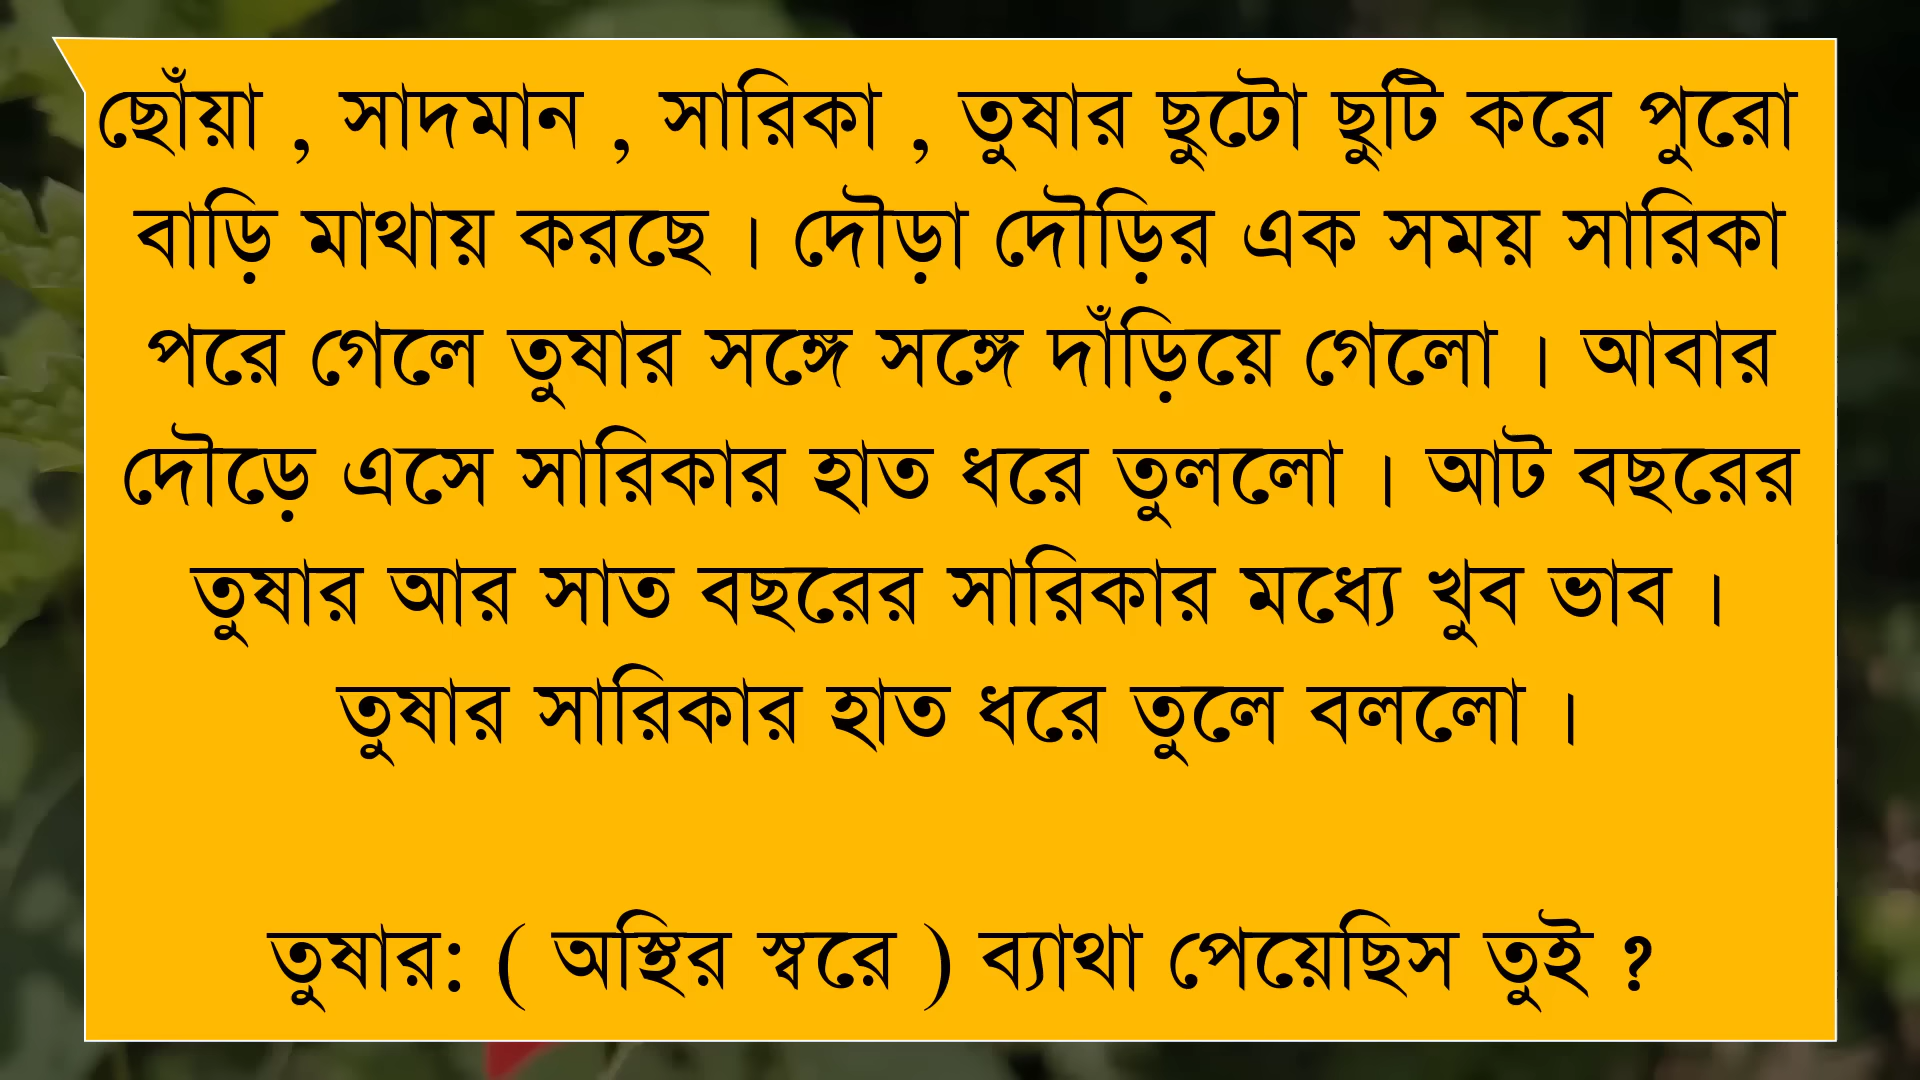 ছোঁয়া , সাদমান , সারিকা , তুষার ছুটো ছুটি করে পুরো
বাড়ি মাথায় করছে । দৌড়া দৌড়ির এক সময় সারিকা
পরে গেলে তুষার সঙ্গে সঙ্গে দাঁড়িয়ে গেলো । আবার
দৌড়ে এসে সারিকার হাত ধরে তুললো । আট বছরের
তুষার আর সাত বছরের সারিকার মধ্যে খুব ভাব ।
তুষার সারিকার হাত ধরে তুলে বললো ।
তুষার: ( অস্থির স্বরে ) ব্যাথা পেয়েছিস তুই ?